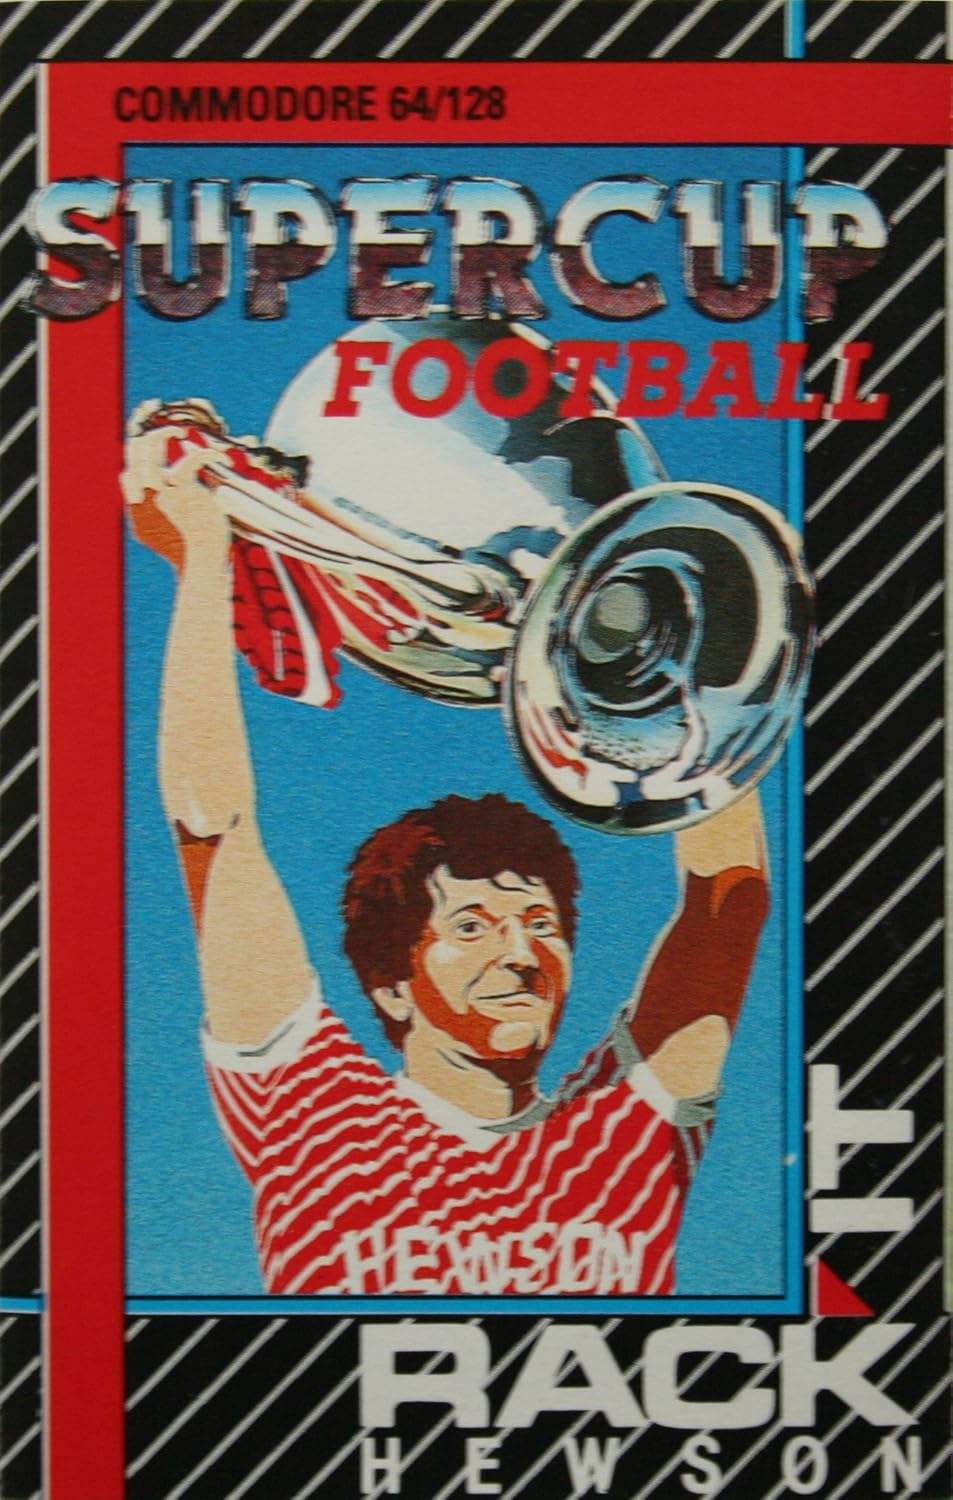 COMMODORE 64/128
SUPERCUP
FOOTBALL
HEWSON
RACK
IT
HEWSON